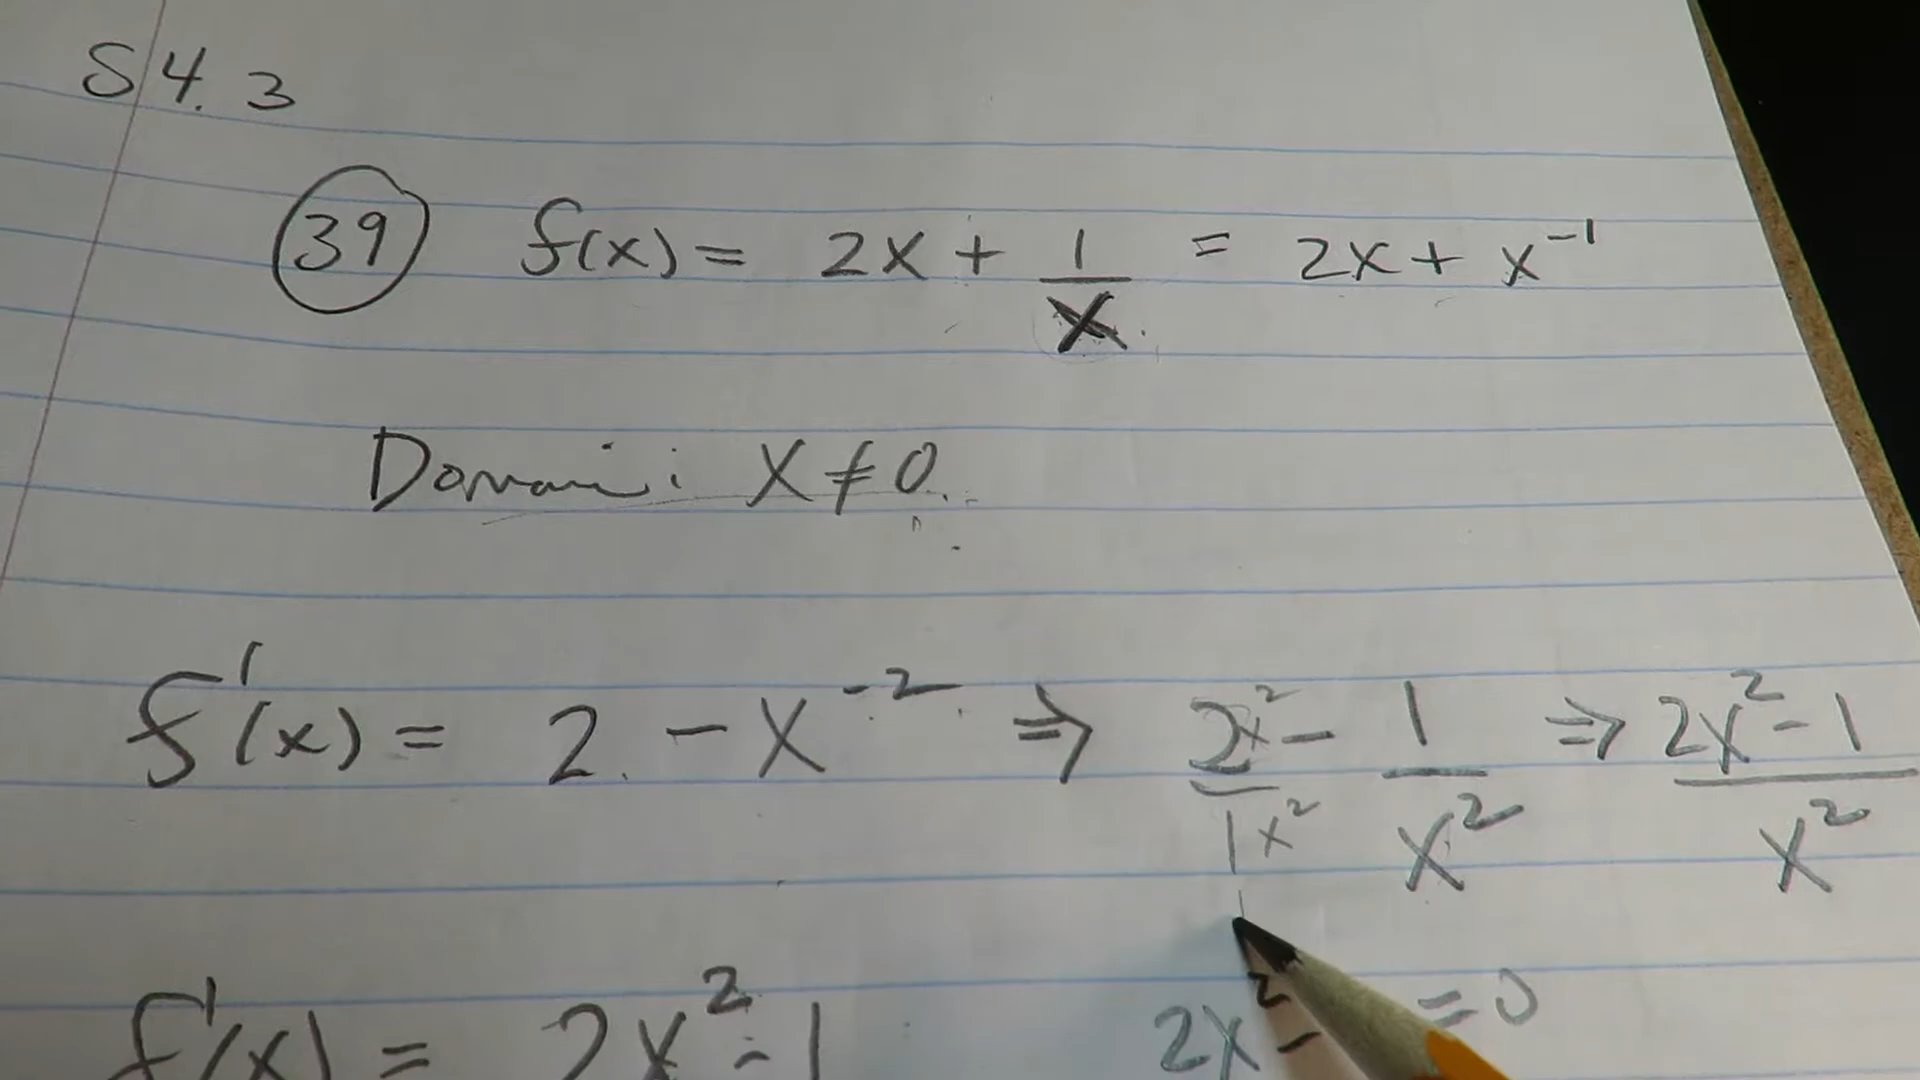 S4.3
39 f(x) = 2x + 1/x = 2x + x⁻¹
Domain: x ≠ 0
f'(x) = 2 - x⁻² ⇒ 2x²/1x² - 1/x² ⇒ 2x² - 1/x²
f'(x) = 2x² - 1 2x² - = 0